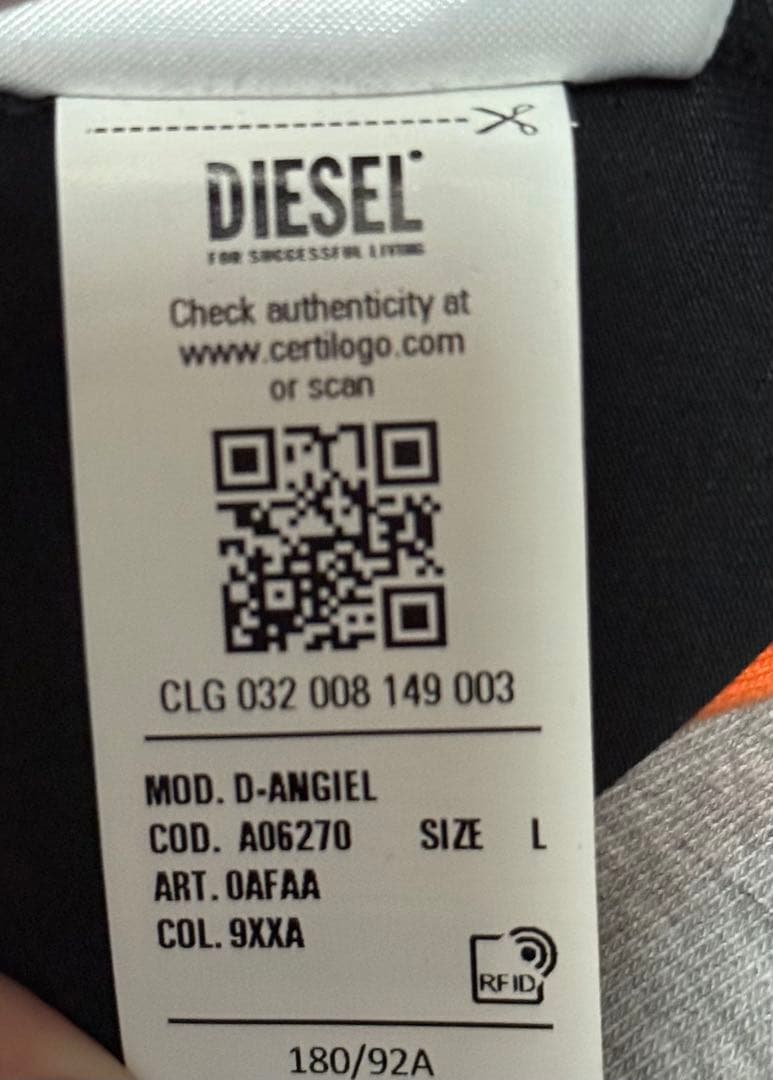 DIESEL
FOR SUCCESSFUL LIVING
Check authenticity at
www.certilogo.com
or scan
CLG 032 008 149 003
MOD. D-ANGIEL
COD. A06270 SIZE L
ART. 0AFAA
COL. 9XXA
RFID
180/92A